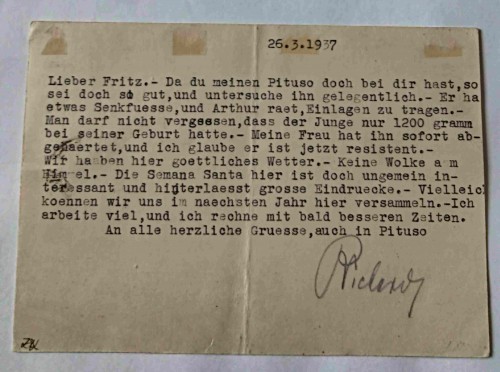 26.3.1937
Lieber Fritz.- Da du meinen Pituso doch bei dir hast,so
sei doch so gut,und untersuche ihn gelegentlich.- Er ha
etwas Senkfuesse,und Arthur raet,Einlagen zu tragen.-
Man darf nicht vergessen,dass der Junge nur 1200 gramm
bei seiner Geburt hatte.- Meine Frau hat ihn sofort ab-
gehaertet,und ich glaube er ist jetzt resistent.-
Wir haben hier goettliches Wetter.- Keine Wolke am
Himmel.- Die Semana Santa hier ist doch ungemein in-
teressant und hinterlaesst grosse Eindruecke.- Vielleic
koennen wir uns im naechsten Jahr hier versammeln.-Ich
arbeite viel,und ich rechne mit bald besseren Zeiten.
An alle herzliche Gruesse,auch in Pituso
Richard